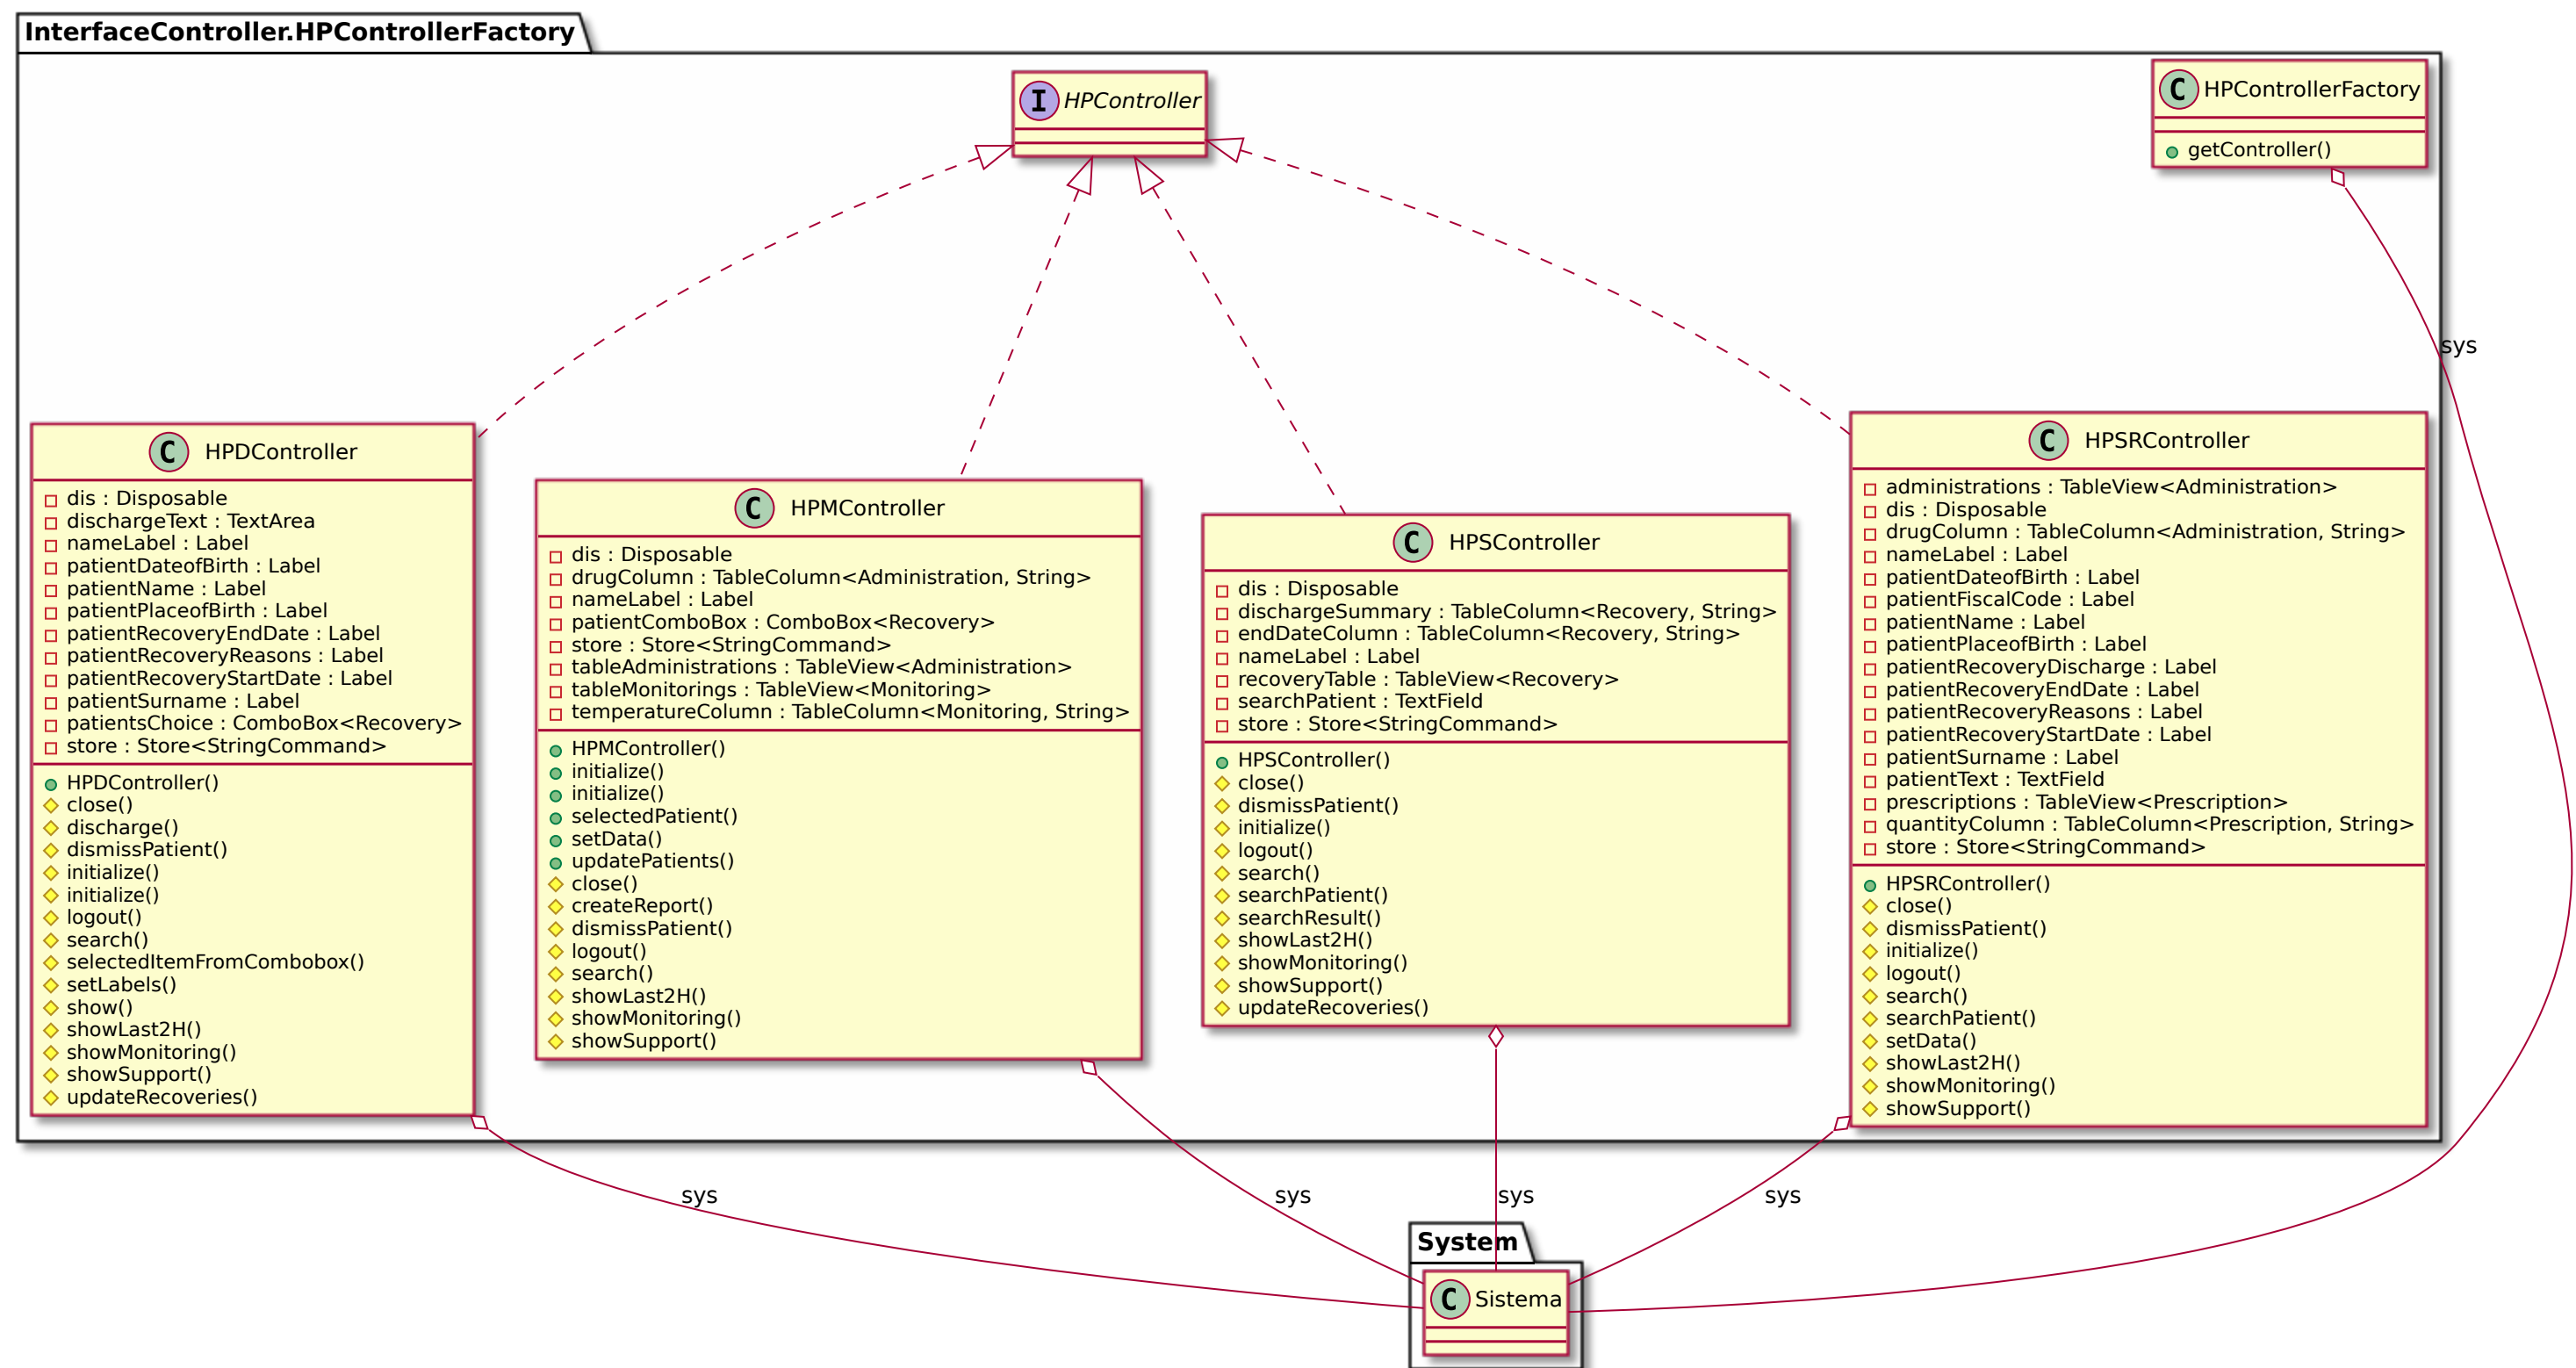 InterfaceController.HPControllerFactory
I HPController
C HPControllerFactory
getController()
sys
C HPDController
dis : Disposable
dischargeText : TextArea
nameLabel : Label
patientDateofBirth : Label
patientName : Label
patientPlaceofBirth : Label
patientRecoveryEndDate : Label
patientRecoveryReasons : Label
patientRecoveryStartDate : Label
patientSurname : Label
patientsChoice : ComboBox<Recovery>
store : Store<StringCommand>
HPDController()
close()
discharge()
dismissPatient()
initialize()
initialize()
logout()
search()
selectedItemFromCombobox()
setLabels()
show()
showLast2H()
showMonitoring()
showSupport()
updateRecoveries()
C HPMController
dis : Disposable
drugColumn : TableColumn<Administration, String>
nameLabel : Label
patientComboBox : ComboBox<Recovery>
store : Store<StringCommand>
tableAdministrations : TableView<Administration>
tableMonitorings : TableView<Monitoring>
temperatureColumn : TableColumn<Monitoring, String>
HPMController()
initialize()
initialize()
selectedPatient()
setData()
updatePatients()
close()
createReport()
dismissPatient()
logout()
search()
showLast2H()
showMonitoring()
showSupport()
C HPSController
dis : Disposable
dischargeSummary : TableColumn<Recovery, String>
endDateColumn : TableColumn<Recovery, String>
nameLabel : Label
recoveryTable : TableView<Recovery>
searchPatient : TextField
store : Store<StringCommand>
HPSController()
close()
dismissPatient()
initialize()
logout()
search()
searchPatient()
searchResult()
showLast2H()
showMonitoring()
showSupport()
updateRecoveries()
C HPSRController
administrations : TableView<Administration>
dis : Disposable
drugColumn : TableColumn<Administration, String>
nameLabel : Label
patientDateofBirth : Label
patientFiscalCode : Label
patientName : Label
patientPlaceofBirth : Label
patientRecoveryDischarge : Label
patientRecoveryEndDate : Label
patientRecoveryReasons : Label
patientRecoveryStartDate : Label
patientSurname : Label
patientText : TextField
prescriptions : TableView<Prescription>
quantityColumn : TableColumn<Prescription, String>
store : Store<StringCommand>
HPSRController()
close()
dismissPatient()
initialize()
logout()
search()
searchPatient()
setData()
showLast2H()
showMonitoring()
showSupport()
sys
sys
sys
sys
System
C Sistema